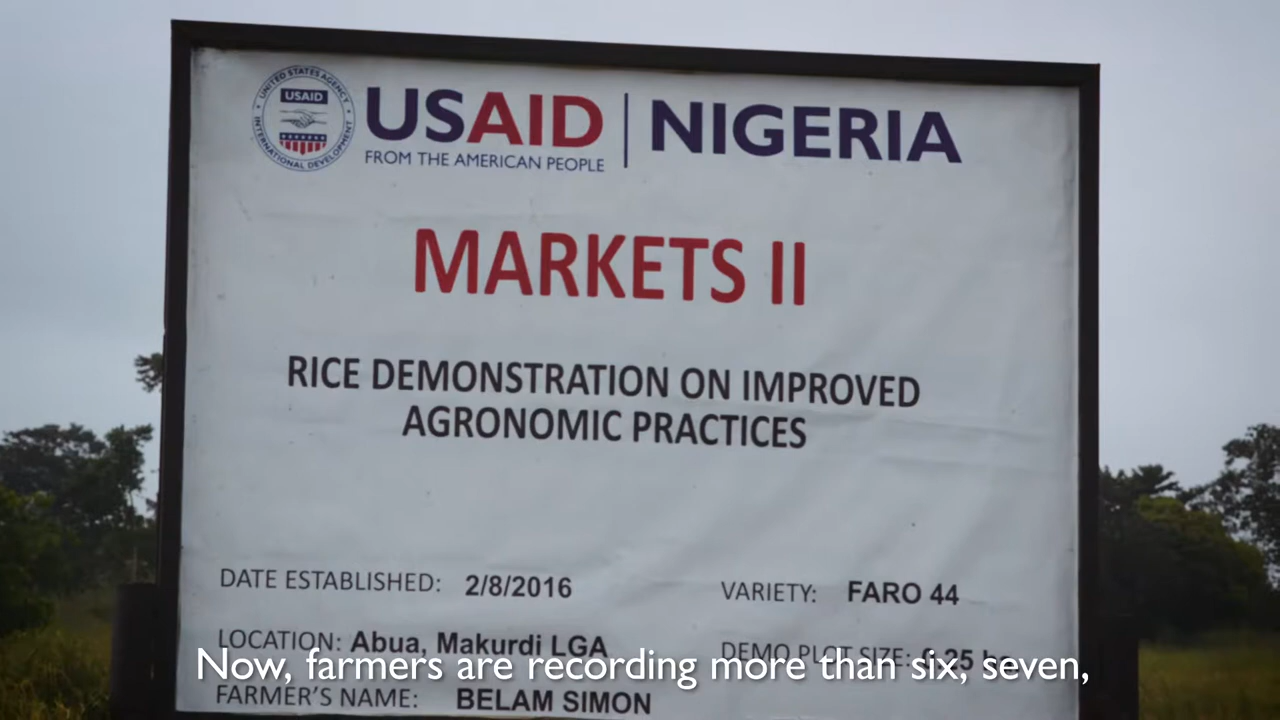 UNITED STATES AGENCY
USAID
INTERNATIONAL DEVELOPMENT
USAID | NIGERIA
FROM THE AMERICAN PEOPLE
MARKETS II
RICE DEMONSTRATION ON IMPROVED
AGRONOMIC PRACTICES
DATE ESTABLISHED: 2/8/2016 VARIETY: FARO 44
LOCATION: Abua, Makurdi LGA DEMO PLOT SIZE: 0.25
Now, farmers are recording more than six, seven,
FARMER'S NAME: BELAM SIMON